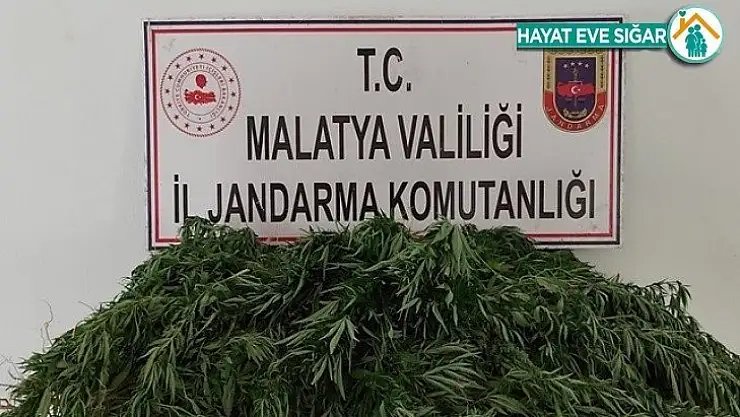 HAYAT EVE SIĞAR
T.C.
MALATYA VALİLİĞİ
İL JANDARMA KOMUTANLIĞI
JANDARMA